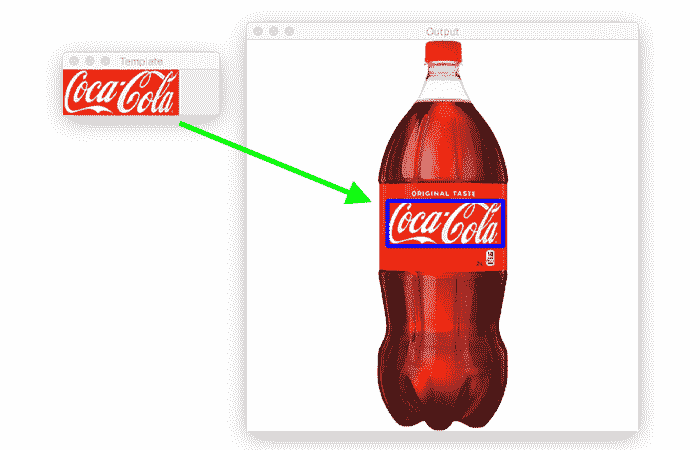 Output
Template
Coca-Cola
ORIGINAL TASTE
Coca-Cola